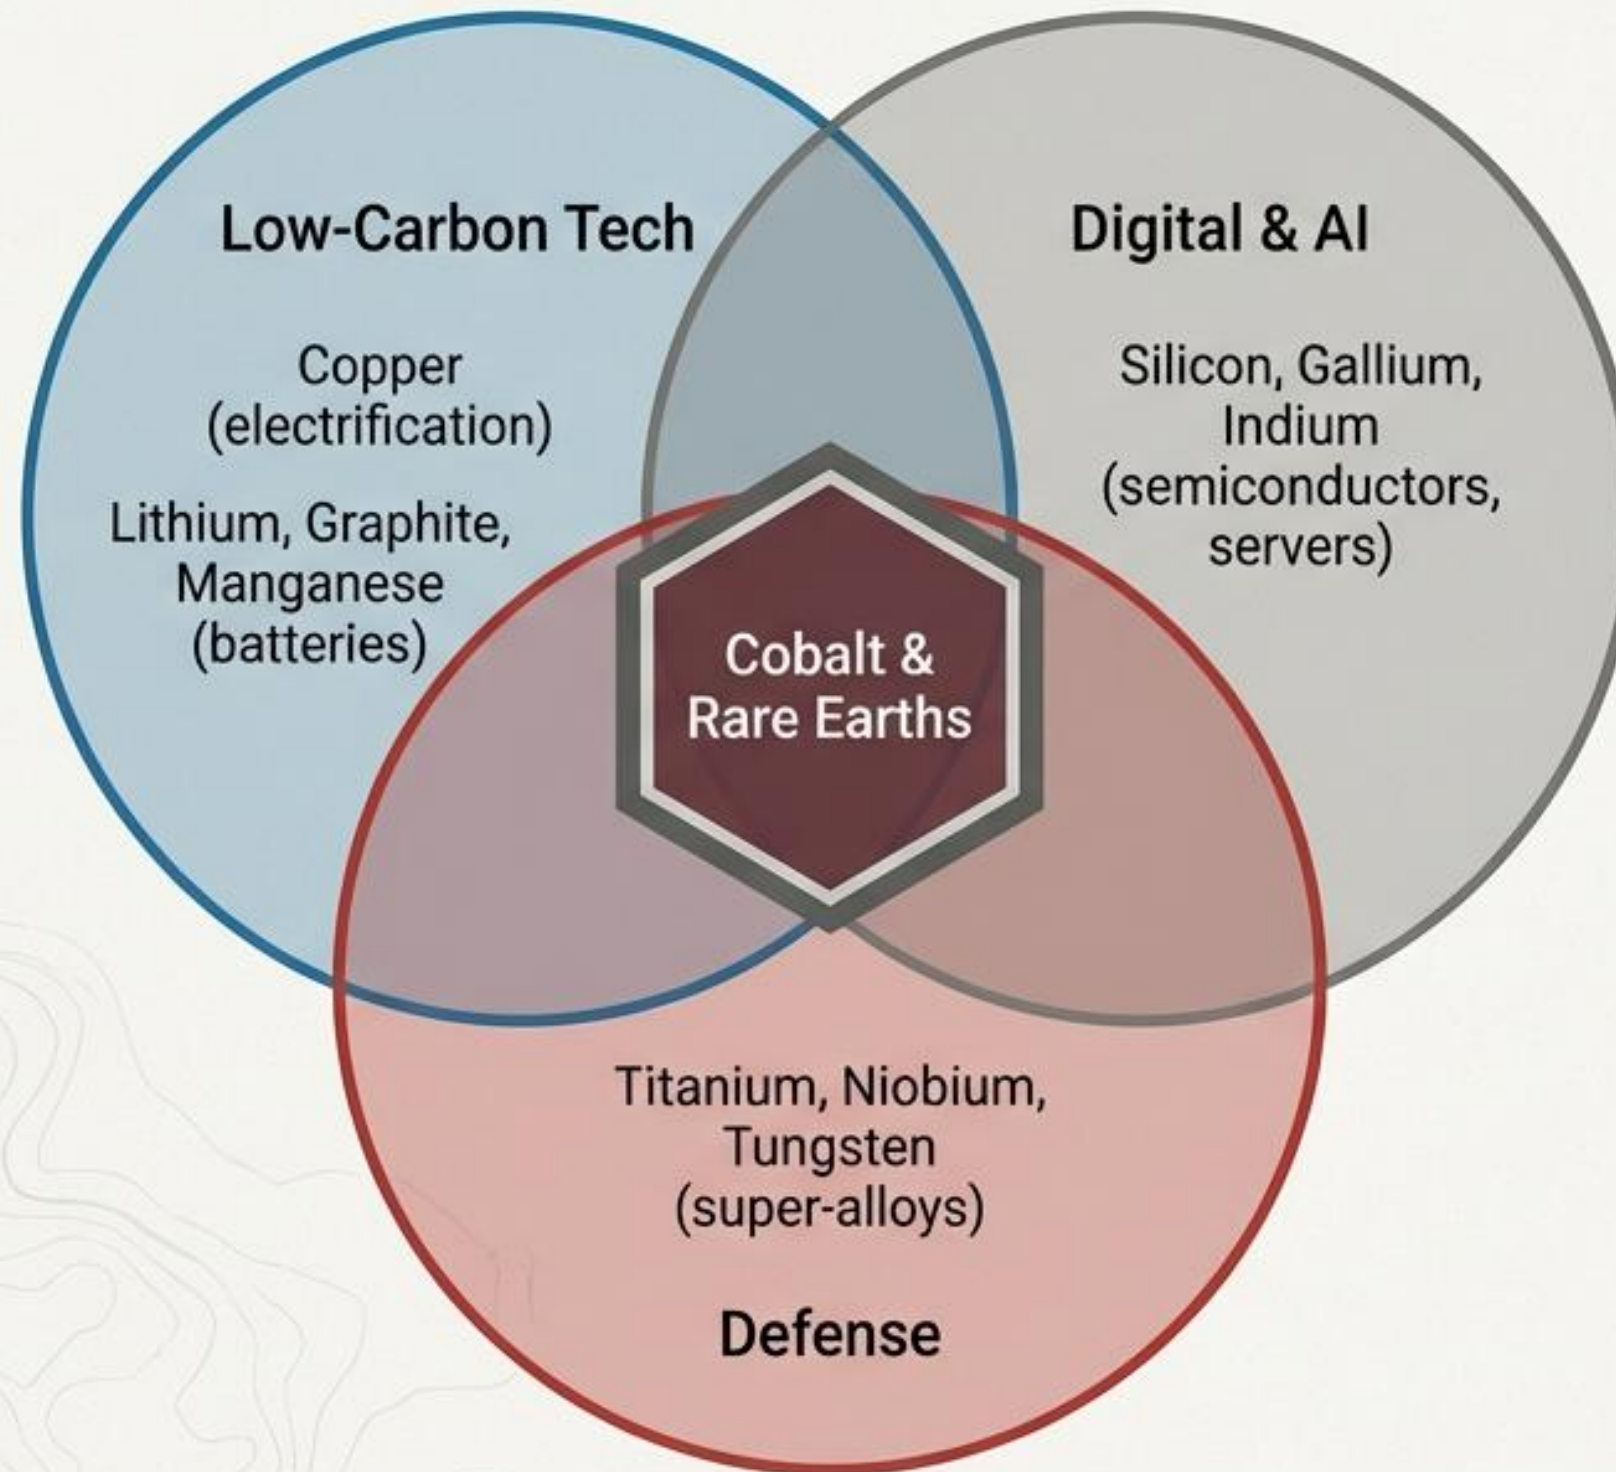 Low-Carbon Tech
Copper
(electrification)
Lithium, Graphite,
Manganese
(batteries)
Digital & AI
Silicon, Gallium,
Indium
(semiconductors,
servers)
Cobalt &
Rare Earths
Titanium, Niobium,
Tungsten
(super-alloys)
Defense